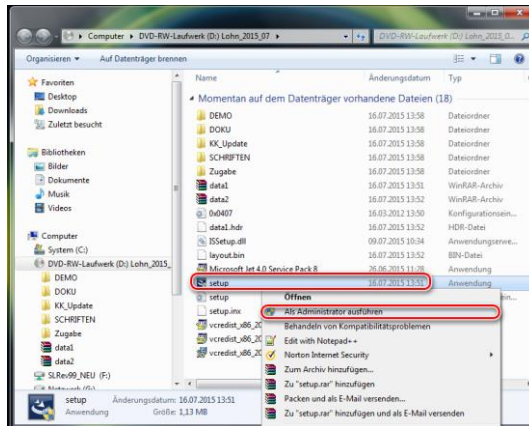 Computer ▸ DVD-RW-Laufwerk (D:) Lohn_2015_07 ▸
DVD-RW-Laufwerk (D:) Lohn_2015_0...
Organisieren ▾ Auf Datenträger brennen
Favoriten
Desktop
Downloads
Zuletzt besucht
Bibliotheken
Bilder
Dokumente
Musik
Videos
Computer
System (C:)
DVD-RW-Laufwerk (D:) Lohn_2015_
DEMO
DOKU
KK_Update
SCHRIFTEN
Zugabe
data1
data2
SLRev99_NEU (F:)
Name Änderungsdatum Typ
Momentan auf dem Datenträger vorhandene Dateien (18)
DEMO 16.07.2015 13:58 Dateiordner
DOKU 16.07.2015 13:58 Dateiordner
KK_Update 16.07.2015 13:58 Dateiordner
SCHRIFTEN 16.07.2015 13:58 Dateiordner
Zugabe 16.07.2015 13:58 Dateiordner
data1 16.07.2015 13:51 WinRAR-Archiv
data2 16.07.2015 13:52 WinRAR-Archiv
0x0407 16.03.2012 13:50 Konfigurationsein...
data1.hdr 16.07.2015 13:52 HDR-Datei
ISSetup.dll 09.07.2015 10:34 Anwendungserwe...
layout.bin 16.07.2015 13:52 BIN-Datei
Microsoft Jet 4.0 Service Pack 8 26.06.2015 11:28 Anwendung
setup 16.07.2015 13:51 Anwendung
setup
setup.inx
vcredist_x86_20
vcredist_x86_20
vcredist_x86_20
Öffnen
Als Administrator ausführen
Behandeln von Kompatibilitätsproblemen
Edit with Notepad++
Norton Internet Security
Zum Archiv hinzufügen...
Zu "setup.rar" hinzufügen
Packen und als E-Mail versenden...
Zu "setup.rar" hinzufügen und als E-Mail versenden
setup Änderungsdatum: 16.07.2015 13:51
Anwendung Größe: 1,13 MB